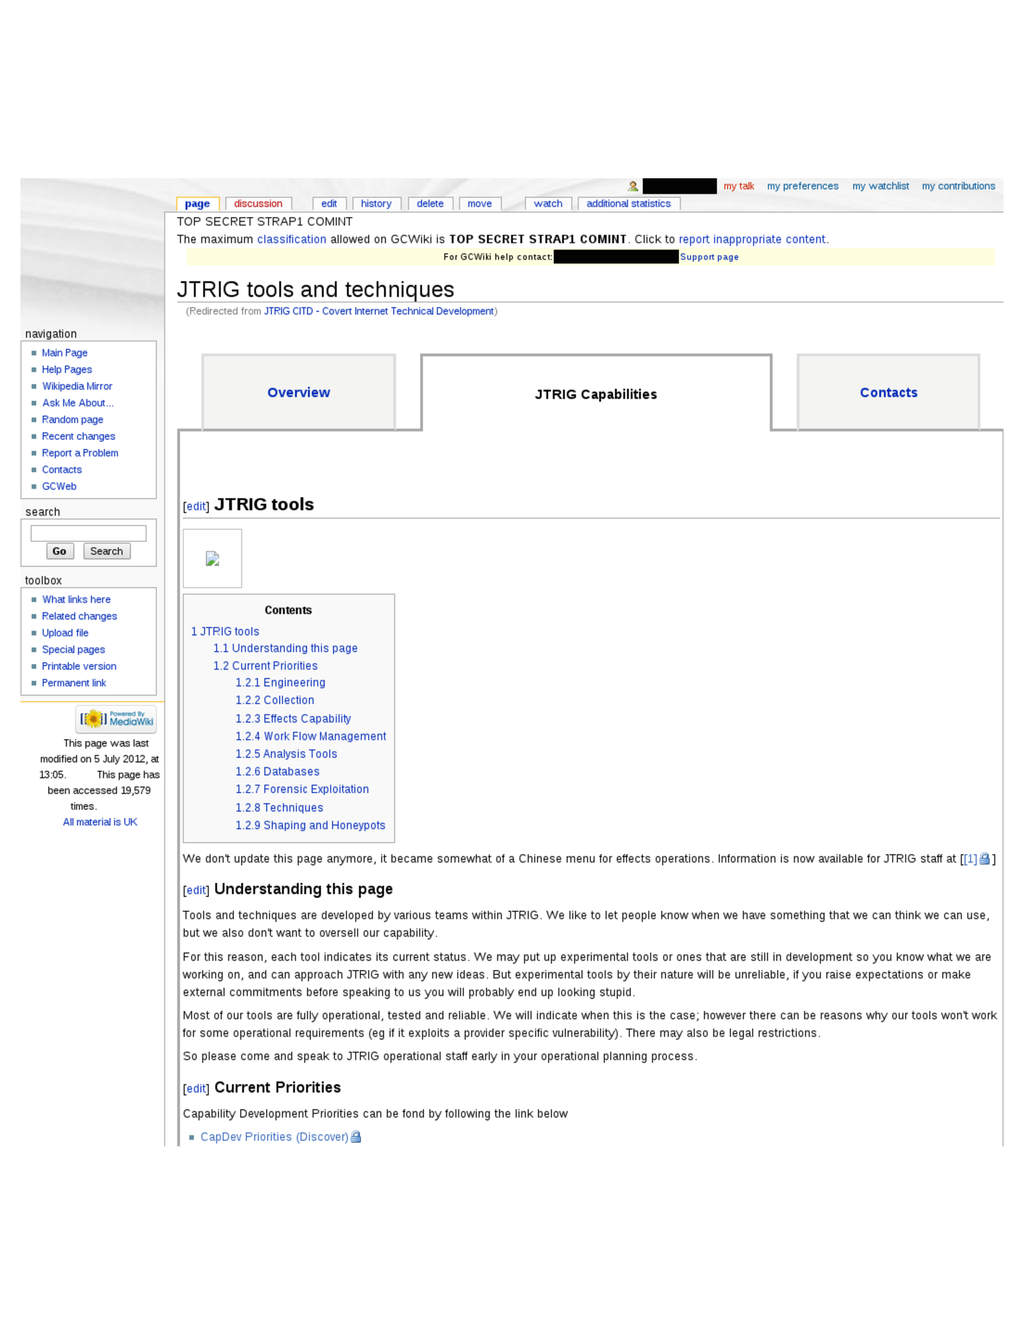 my talk my preferences my watchlist my contributions
page discussion edit history delete move watch additional statistics
TOP SECRET STRAP1 COMINT
The maximum classification allowed on GCWiki is TOP SECRET STRAP1 COMINT. Click to report inappropriate content.
For GCWiki help contact: Support page
JTRIG tools and techniques
(Redirected from JTRIG CITD - Covert Internet Technical Development)
navigation
Main Page
Help Pages
Wikipedia Mirror
Ask Me About...
Random page
Recent changes
Report a Problem
Contacts
GCWeb
search
Go Search
toolbox
What links here
Related changes
Upload file
Special pages
Printable version
Permanent link
Powered By
MediaWiki
This page was last
modified on 5 July 2012, at
13:05. This page has
been accessed 19,579
times.
All material is UK
Overview JTRIG Capabilities Contacts
[edit] JTRIG tools
Contents
1 JTRIG tools
1.1 Understanding this page
1.2 Current Priorities
1.2.1 Engineering
1.2.2 Collection
1.2.3 Effects Capability
1.2.4 Work Flow Management
1.2.5 Analysis Tools
1.2.6 Databases
1.2.7 Forensic Exploitation
1.2.8 Techniques
1.2.9 Shaping and Honeypots
We don't update this page anymore, it became somewhat of a Chinese menu for effects operations. Information is now available for JTRIG staff at [[1]]
[edit] Understanding this page
Tools and techniques are developed by various teams within JTRIG. We like to let people know when we have something that we can think we can use,
but we also don't want to oversell our capability.
For this reason, each tool indicates its current status. We may put up experimental tools or ones that are still in development so you know what we are
working on, and can approach JTRIG with any new ideas. But experimental tools by their nature will be unreliable, if you raise expectations or make
external commitments before speaking to us you will probably end up looking stupid.
Most of our tools are fully operational, tested and reliable. We will indicate when this is the case; however there can be reasons why our tools won't work
for some operational requirements (eg if it exploits a provider specific vulnerability). There may also be legal restrictions.
So please come and speak to JTRIG operational staff early in your operational planning process.
[edit] Current Priorities
Capability Development Priorities can be fond by following the link below
CapDev Priorities (Discover)